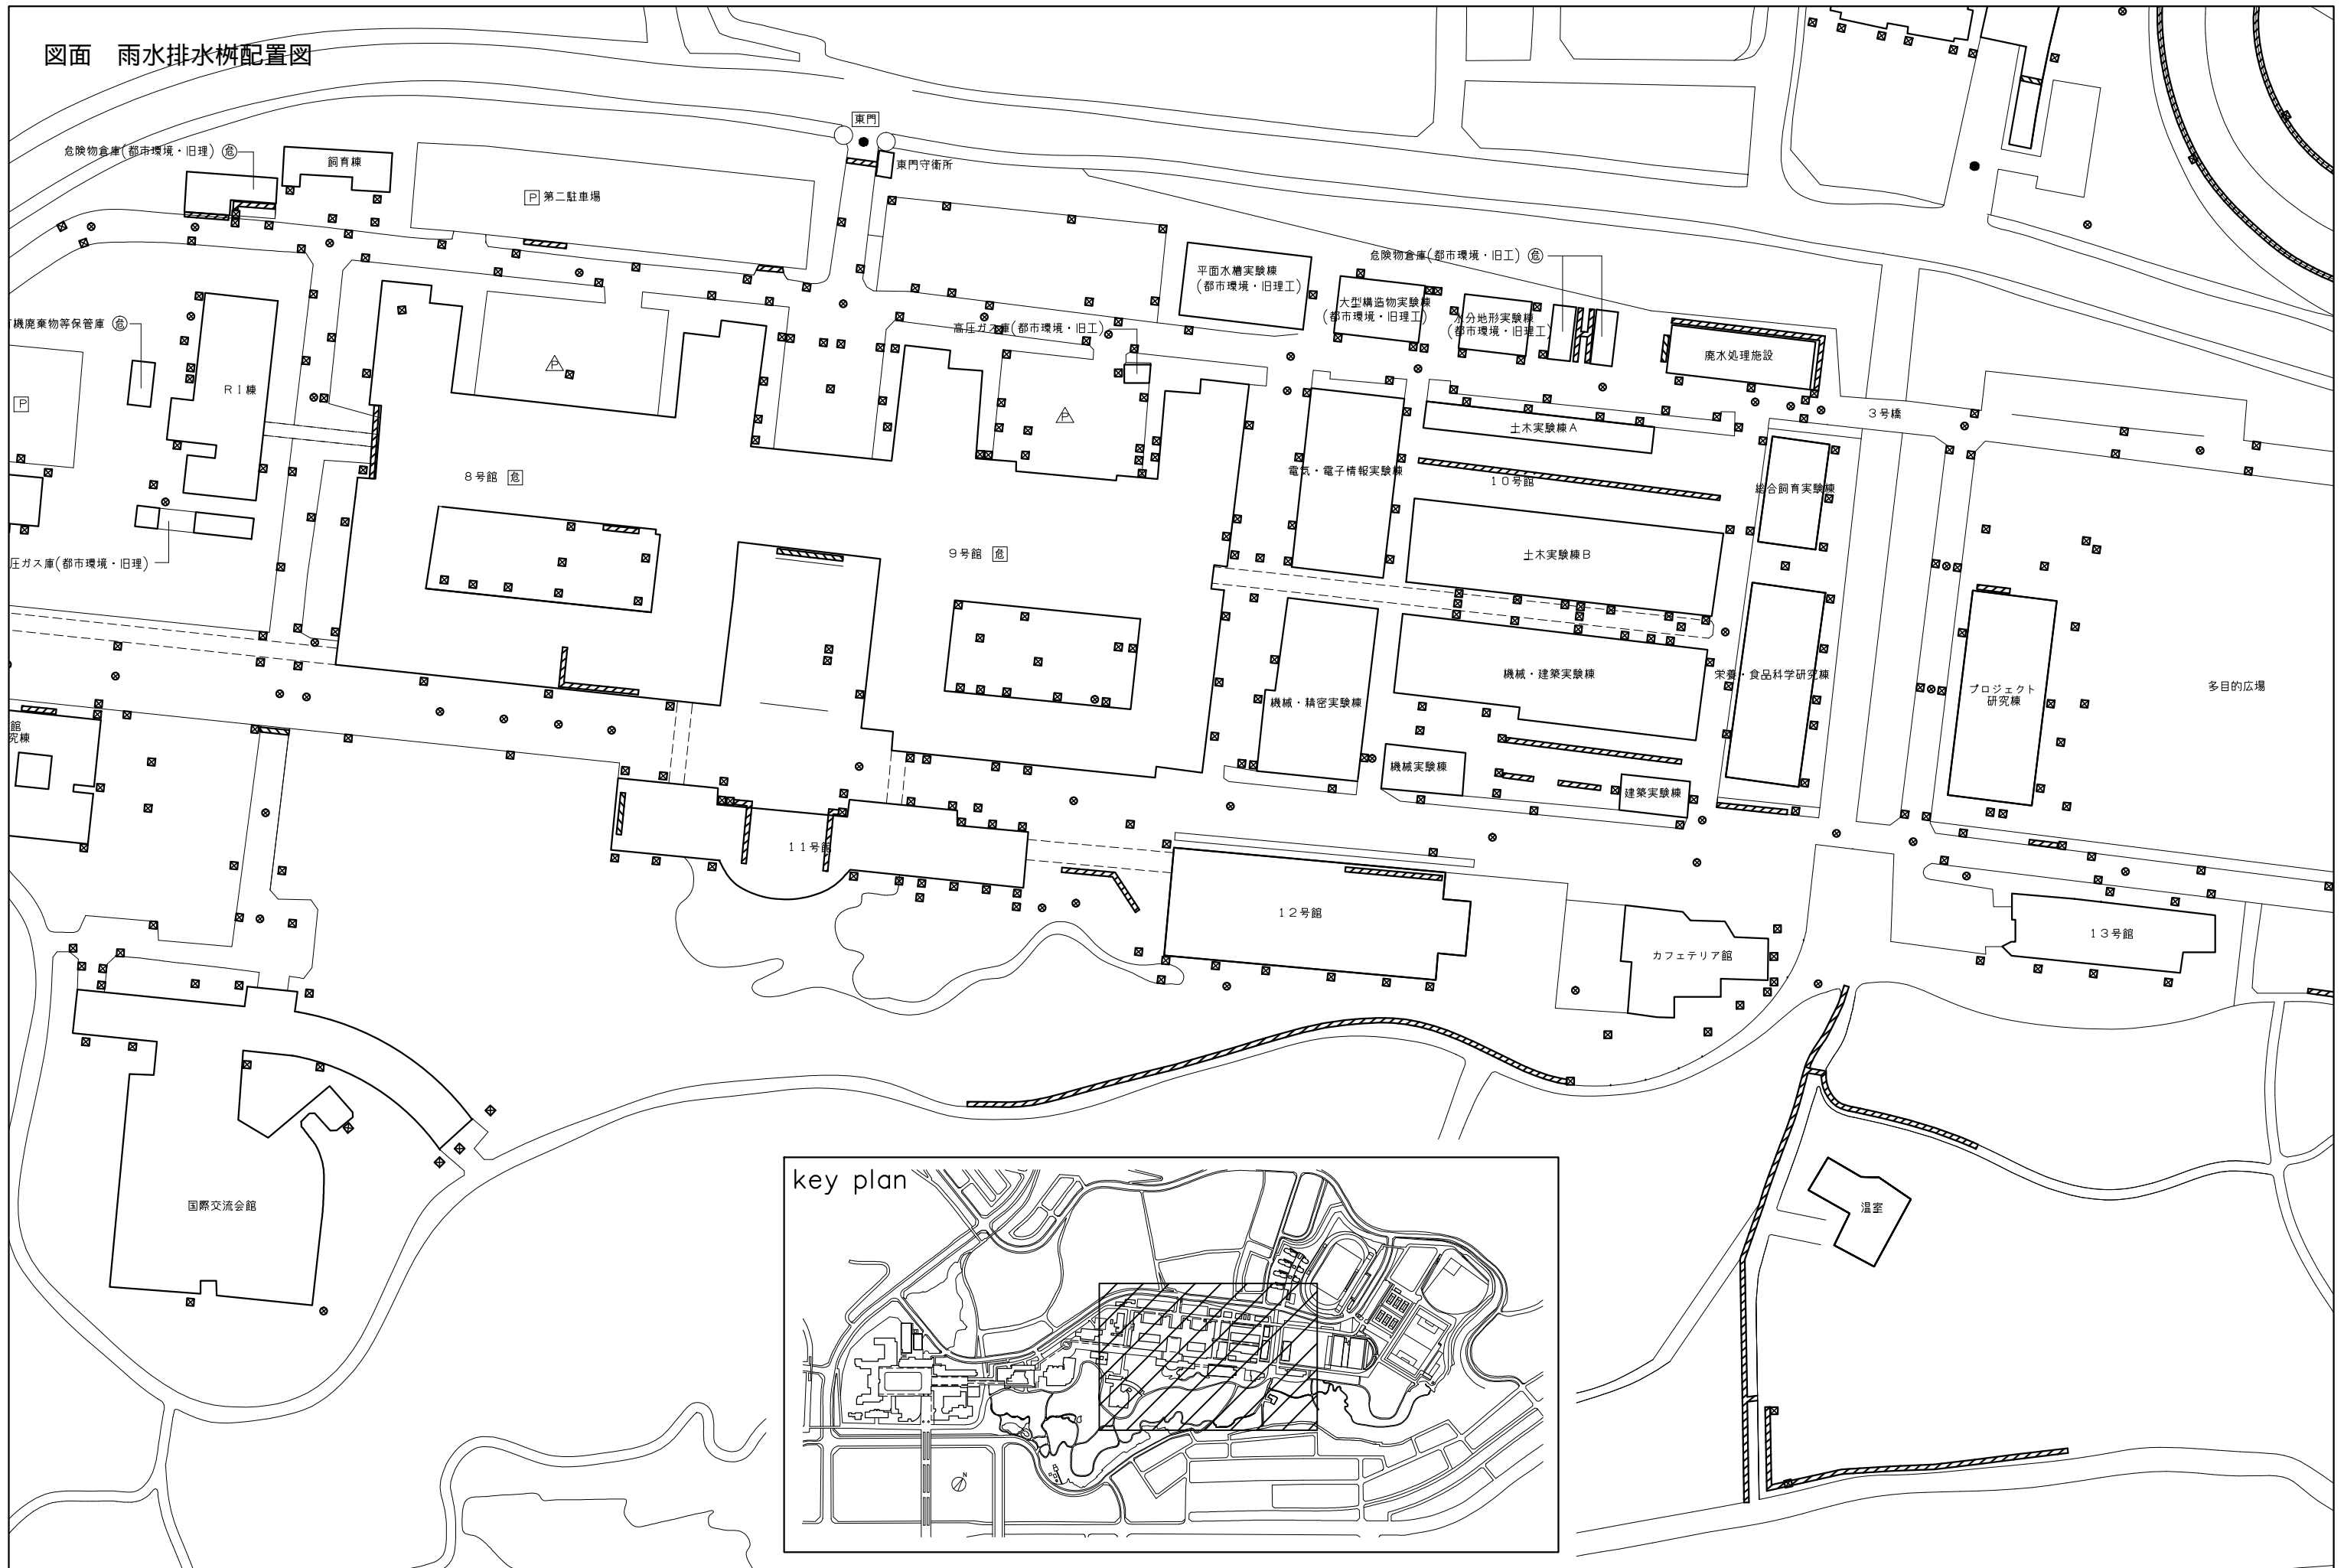 図面　雨水排水桝配置図
東門
危険物倉庫(都市環境・旧理) 危
飼育棟
東門守衛所
P 第二駐車場
危険物倉庫(都市環境・旧工) 危
平面水槽実験棟
(都市環境・旧理工)
大型構造物実験棟
(都市環境・旧理工)
水分地形実験棟
(都市環境・旧理工)
機廃棄物等保管庫 危
高圧ガス庫(都市環境・旧工)
廃水処理施設
P
RI棟
P
P
3号橋
土木実験棟A
8号館 危
電気・電子情報実験棟
10号館
総合飼育実験棟
9号館 危
土木実験棟B
圧ガス庫(都市環境・旧理)
機械・建築実験棟
栄養・食品科学研究棟
プロジェクト
研究棟
多目的広場
機械・精密実験棟
館
究棟
機械実験棟
建築実験棟
11号館
12号館
カフェテリア館
13号館
国際交流会館
温室
key plan
N